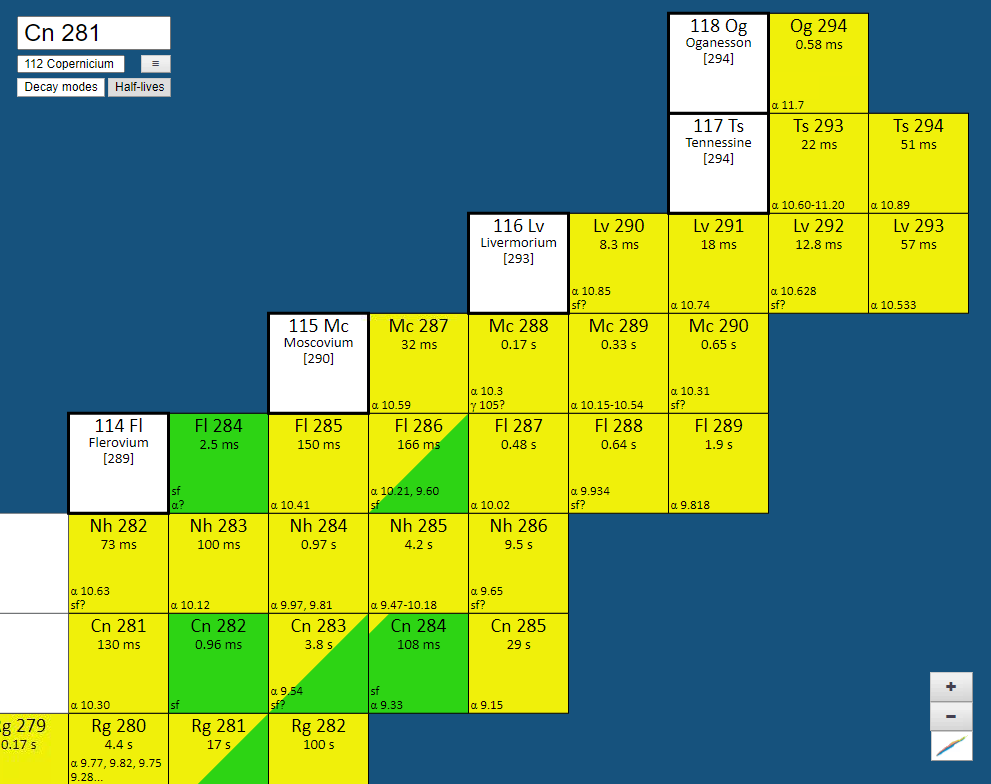 Cn 281
112 Copernicium
≡
Decay modes
Half-lives
118 Og
Oganesson
[294]
Og 294
0.58 ms
α 11.7
117 Ts
Tennessine
[294]
Ts 293
22 ms
α 10.60-11.20
Ts 294
51 ms
α 10.89
116 Lv
Livermorium
[293]
Lv 290
8.3 ms
α 10.85
sf?
Lv 291
18 ms
α 10.74
Lv 292
12.8 ms
α 10.628
sf?
Lv 293
57 ms
α 10.533
115 Mc
Moscovium
[290]
Mc 287
32 ms
α 10.59
Mc 288
0.17 s
α 10.3
γ 105?
Mc 289
0.33 s
α 10.15-10.54
Mc 290
0.65 s
α 10.31
sf?
114 Fl
Flerovium
[289]
Fl 284
2.5 ms
sf
α?
Fl 285
150 ms
α 10.41
Fl 286
166 ms
α 10.21, 9.60
sf
Fl 287
0.48 s
α 10.02
Fl 288
0.64 s
α 9.934
sf?
Fl 289
1.9 s
α 9.818
Nh 282
73 ms
α 10.63
sf?
Nh 283
100 ms
α 10.12
Nh 284
0.97 s
α 9.97, 9.81
Nh 285
4.2 s
α 9.47-10.18
Nh 286
9.5 s
α 9.65
sf?
Cn 281
130 ms
α 10.30
Cn 282
0.96 ms
sf
Cn 283
3.8 s
α 9.54
sf?
Cn 284
108 ms
sf
α 9.33
Cn 285
29 s
α 9.15
g 279
0.17 s
Rg 280
4.4 s
α 9.77, 9.82, 9.75
9.28...
Rg 281
17 s
Rg 282
100 s
+
−